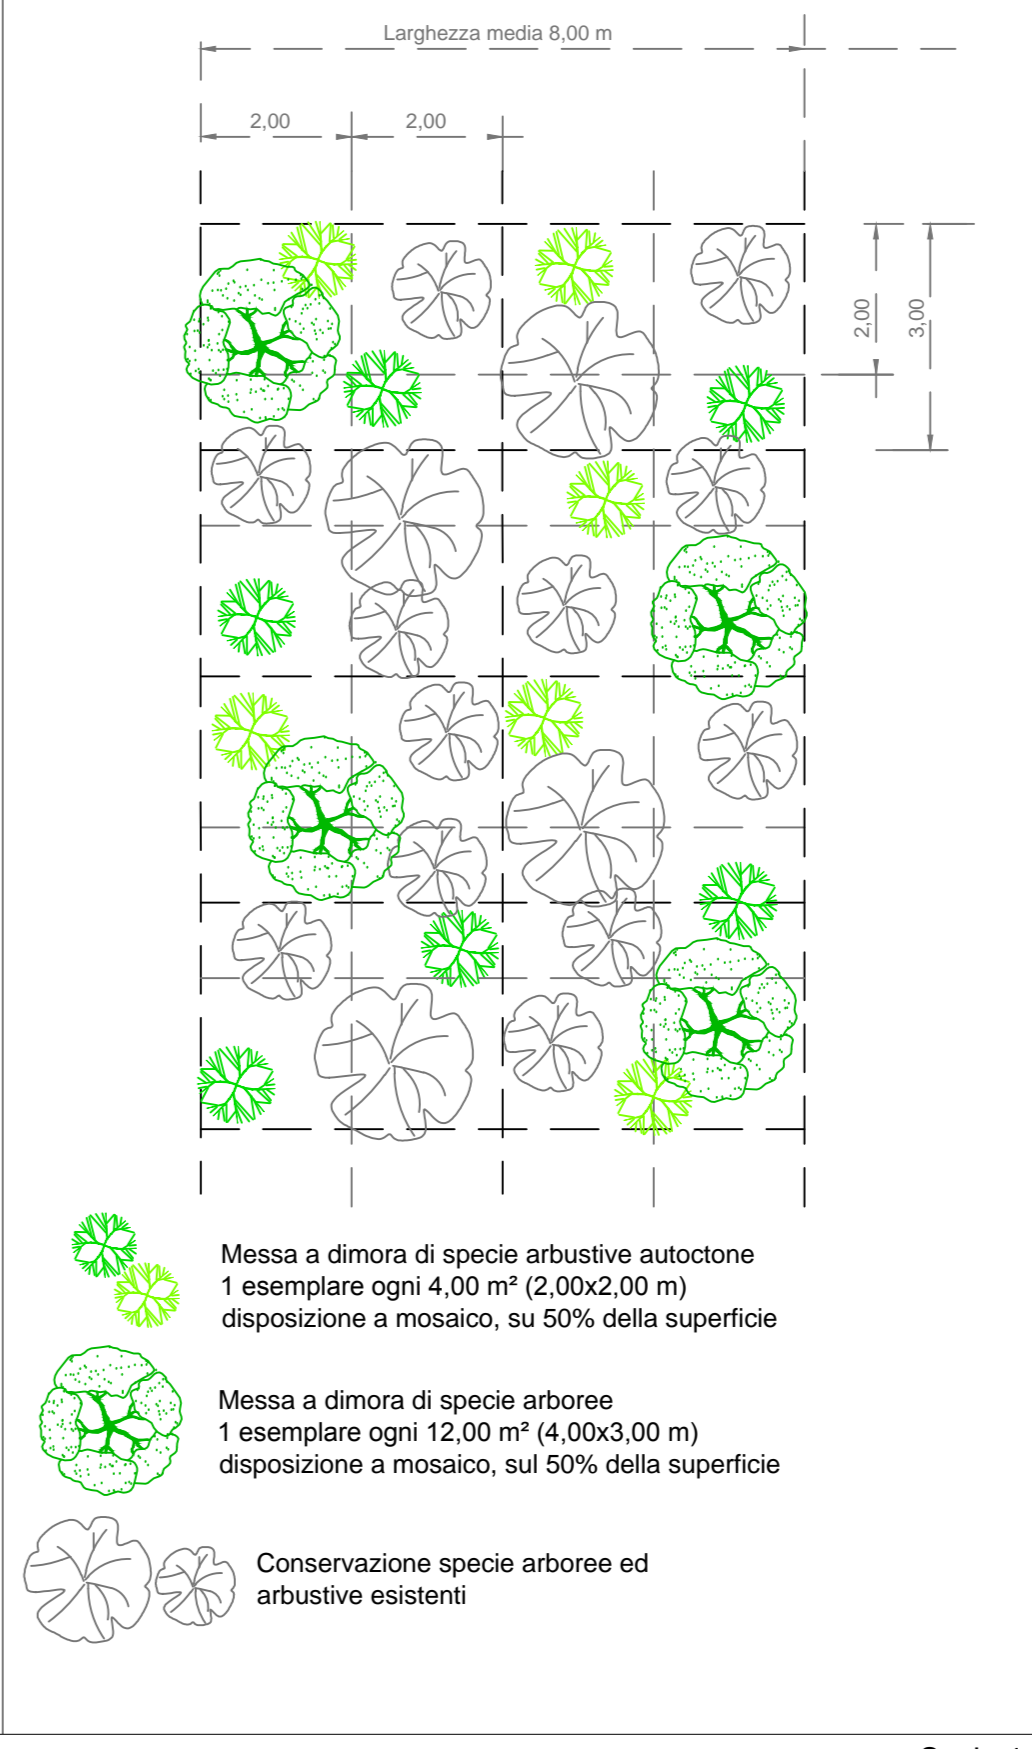 Larghezza media 8,00 m
2,00
2,00
2,00
3,00
Messa a dimora di specie arbustive autoctone
1 esemplare ogni 4,00 m² (2,00x2,00 m)
disposizione a mosaico, su 50% della superficie
Messa a dimora di specie arboree
1 esemplare ogni 12,00 m² (4,00x3,00 m)
disposizione a mosaico, sul 50% della superficie
Conservazione specie arboree ed
arbustive esistenti